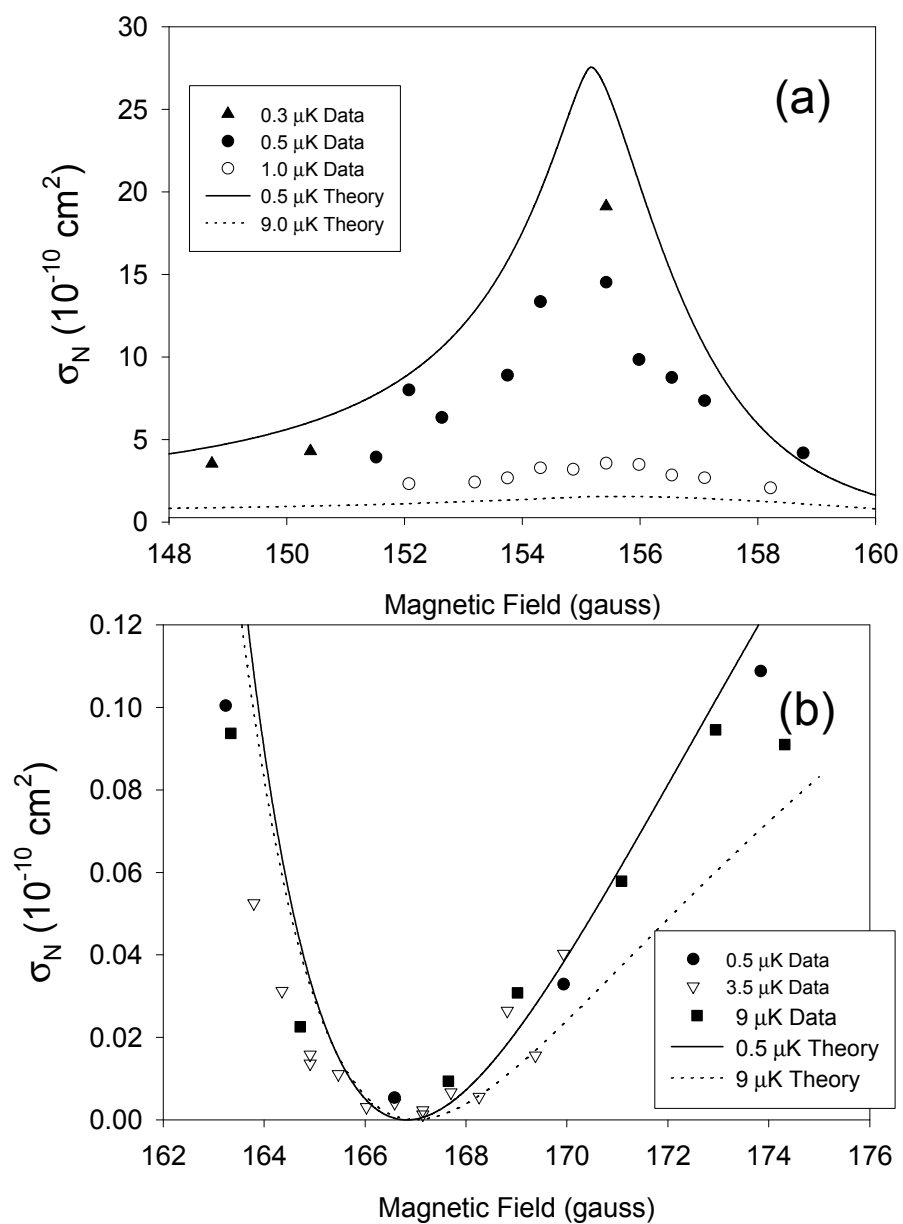 30
25
20
15
10
5
0
σN (10-10 cm2)
(a)
0.3 μK Data
0.5 μK Data
1.0 μK Data
0.5 μK Theory
9.0 μK Theory
148 150 152 154 156 158 160
Magnetic Field (gauss)
0.12
0.10
0.08
0.06
0.04
0.02
0.00
σN (10-10 cm2)
(b)
0.5 μK Data
3.5 μK Data
9 μK Data
0.5 μK Theory
9 μK Theory
162 164 166 168 170 172 174 176
Magnetic Field (gauss)